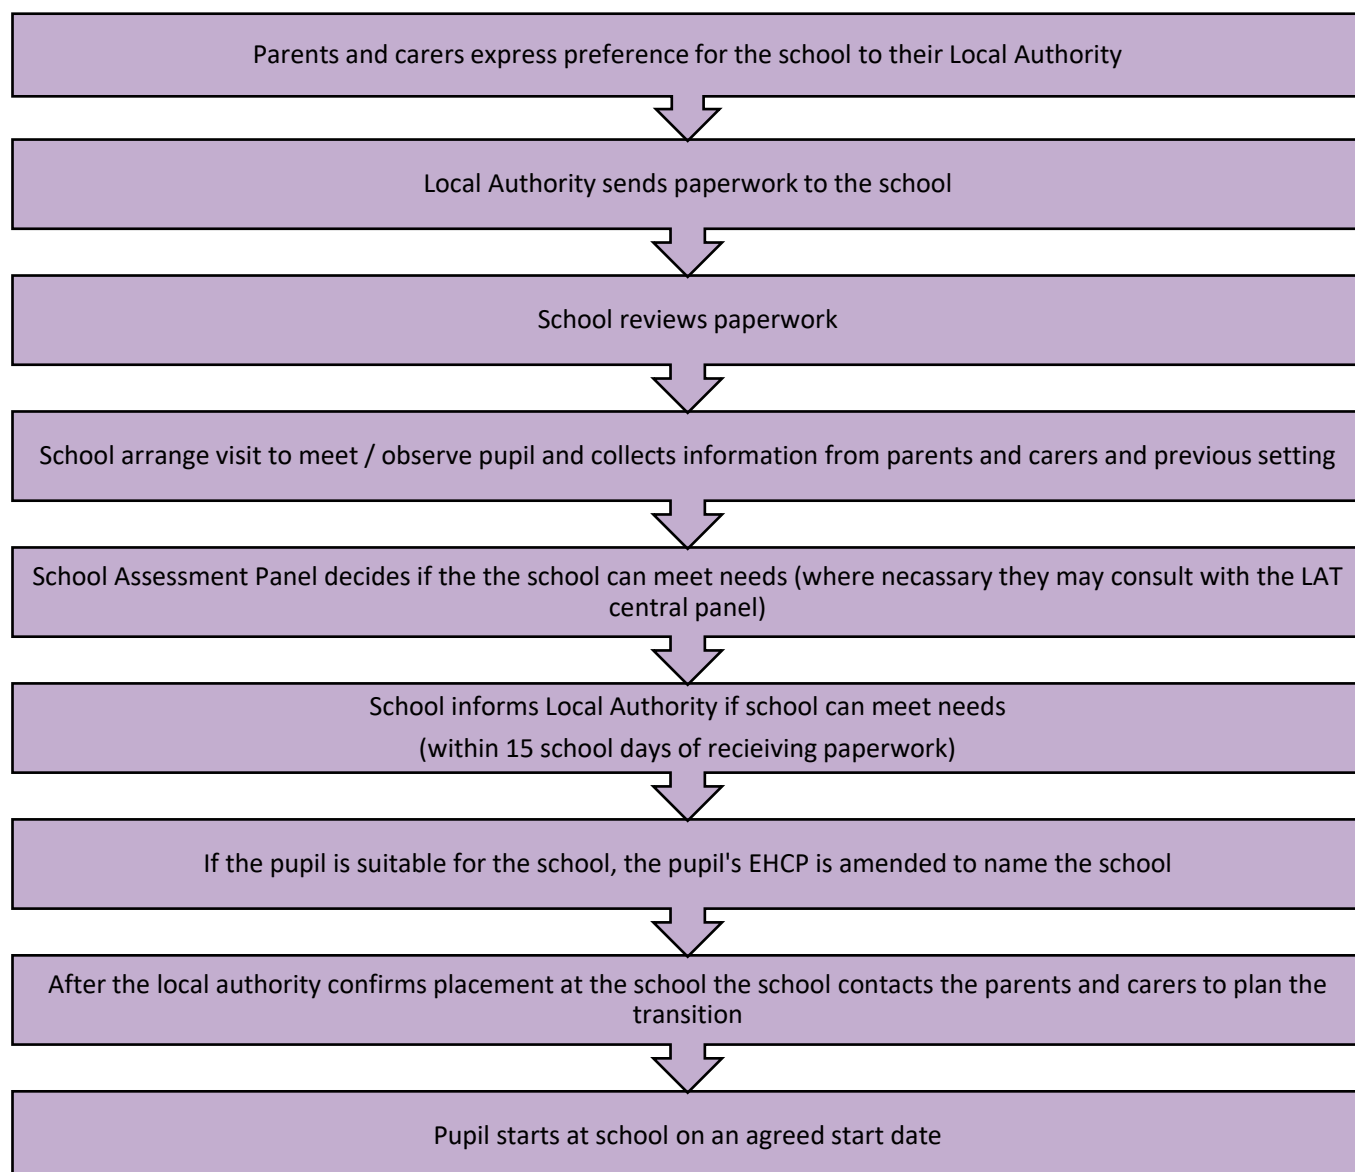 Parents and carers express preference for the school to their Local Authority
Local Authority sends paperwork to the school
School reviews paperwork
School arrange visit to meet / observe pupil and collects information from parents and carers and previous setting
School Assessment Panel decides if the the school can meet needs (where necassary they may consult with the LAT
central panel)
School informs Local Authority if school can meet needs
(within 15 school days of recieiving paperwork)
If the pupil is suitable for the school, the pupil's EHCP is amended to name the school
After the local authority confirms placement at the school the school contacts the parents and carers to plan the
transition
Pupil starts at school on an agreed start date